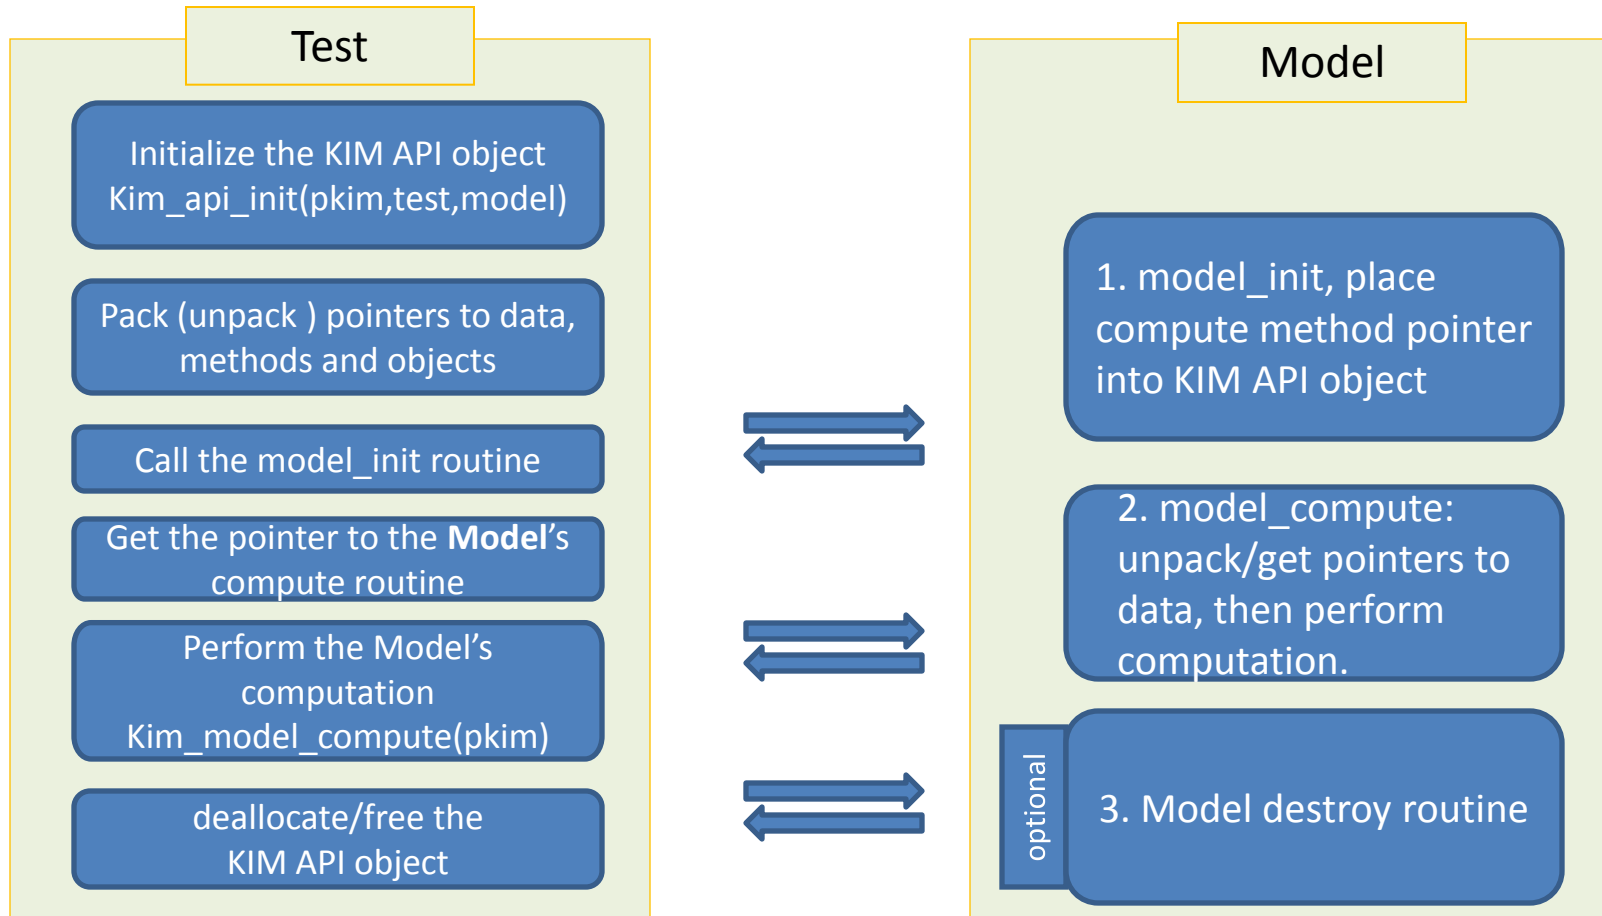 Test
Initialize the KIM API object
Kim_api_init(pkim,test,model)
Pack (unpack ) pointers to data,
methods and objects
Call the model_init routine
Get the pointer to the Model's
compute routine
Perform the Model's
computation
Kim_model_compute(pkim)
deallocate/free the
KIM API object
Model
1. model_init, place
compute method pointer
into KIM API object
2. model_compute:
unpack/get pointers to
data, then perform
computation.
optional
3. Model destroy routine